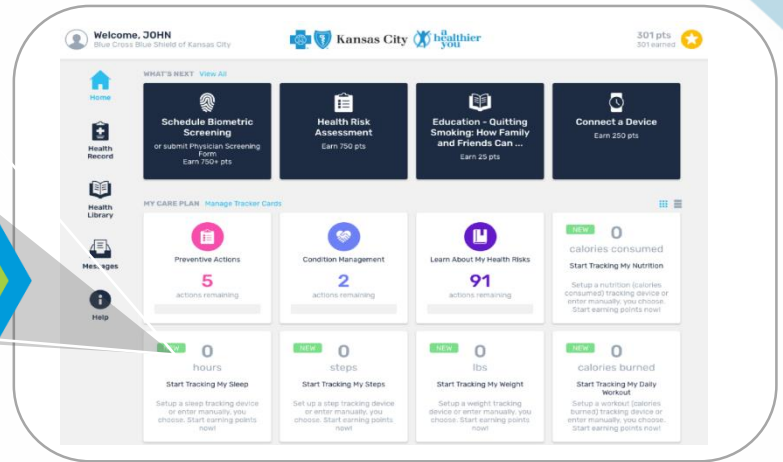 Welcome, JOHN
Blue Cross Blue Shield of Kansas City
Kansas City
a healthier you
301 pts
301 earned
WHAT'S NEXT View All
Home
Health Record
Health Library
Messages
Help
Schedule Biometric
Screening
or submit Physician Screening
Form
Earn 750+ pts
Health Risk
Assessment
Earn 750 pts
Education - Quitting
Smoking: How Family
and Friends Can ...
Earn 25 pts
Connect a Device
Earn 250 pts
MY CARE PLAN Manage Tracker Cards
Preventive Actions
5
actions remaining
Condition Management
2
actions remaining
Learn About My Health Risks
91
actions remaining
NEW 0
calories consumed
Start Tracking My Nutrition
Setup a nutrition (calories
consumed) tracking device or
enter manually, you choose.
Start earning points now!
NEW 0
hours
Start Tracking My Sleep
Setup a sleep tracking device
or enter manually, you
choose. Start earning points
now!
NEW 0
steps
Start Tracking My Steps
Set up a step tracking device
or enter manually, you
choose. Start earning points
now!
NEW 0
lbs
Start Tracking My Weight
Setup a weight tracking
device or enter manually, you
choose. Start earning points
now!
NEW 0
calories burned
Start Tracking My Daily
Workout
Setup a workout (calories
burned) tracking device or
enter manually, you choose.
Start earning points now!